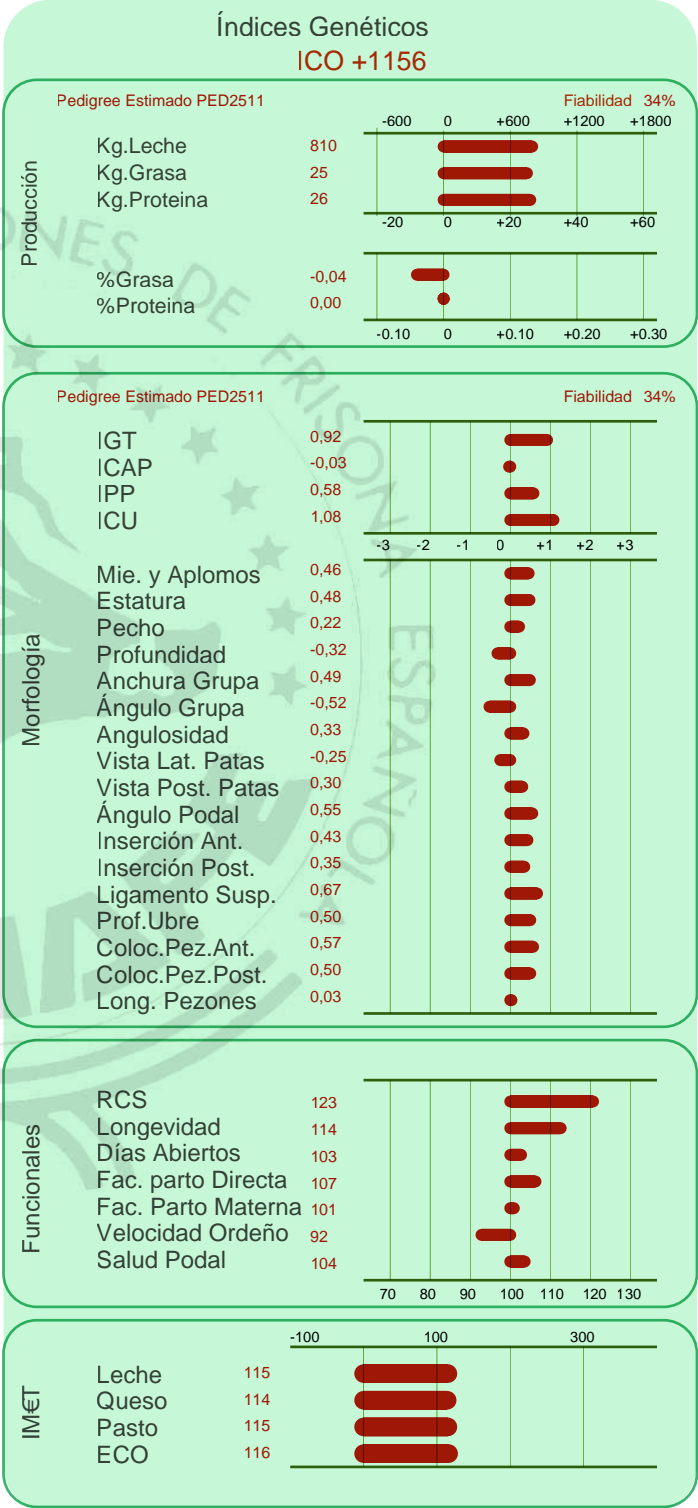 Índices Genéticos
ICO +1156
Pedigree Estimado PED2511 Fiabilidad 34%
-600 0 +600 +1200 +1800
Producción
Kg.Leche 810
Kg.Grasa 25
Kg.Proteina 26
-20 0 +20 +40 +60
%Grasa -0,04
%Proteina 0,00
-0.10 0 +0.10 +0.20 +0.30
Pedigree Estimado PED2511 Fiabilidad 34%
Morfología
IGT 0,92
ICAP -0,03
IPP 0,58
ICU 1,08
-3 -2 -1 0 +1 +2 +3
Mie. y Aplomos 0,46
Estatura 0,48
Pecho 0,22
Profundidad -0,32
Anchura Grupa 0,49
Ángulo Grupa -0,52
Angulosidad 0,33
Vista Lat. Patas -0,25
Vista Post. Patas 0,30
Ángulo Podal 0,55
Inserción Ant. 0,43
Inserción Post. 0,35
Ligamento Susp. 0,67
Prof.Ubre 0,50
Coloc.Pez.Ant. 0,57
Coloc.Pez.Post. 0,50
Long. Pezones 0,03
Funcionales
RCS 123
Longevidad 114
Días Abiertos 103
Fac. parto Directa 107
Fac. Parto Materna 101
Velocidad Ordeño 92
Salud Podal 104
70 80 90 100 110 120 130
-100 100 300
IM€T
Leche 115
Queso 114
Pasto 115
ECO 116
DE FRISONA ESPAÑOLA